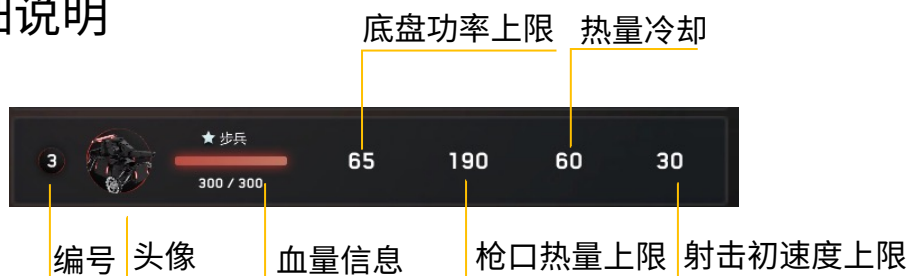 说明
底盘功率上限 热量冷却
★ 步兵
3 65 190 60 30
300 / 300
编号 头像 血量信息 枪口热量上限 射击初速度上限